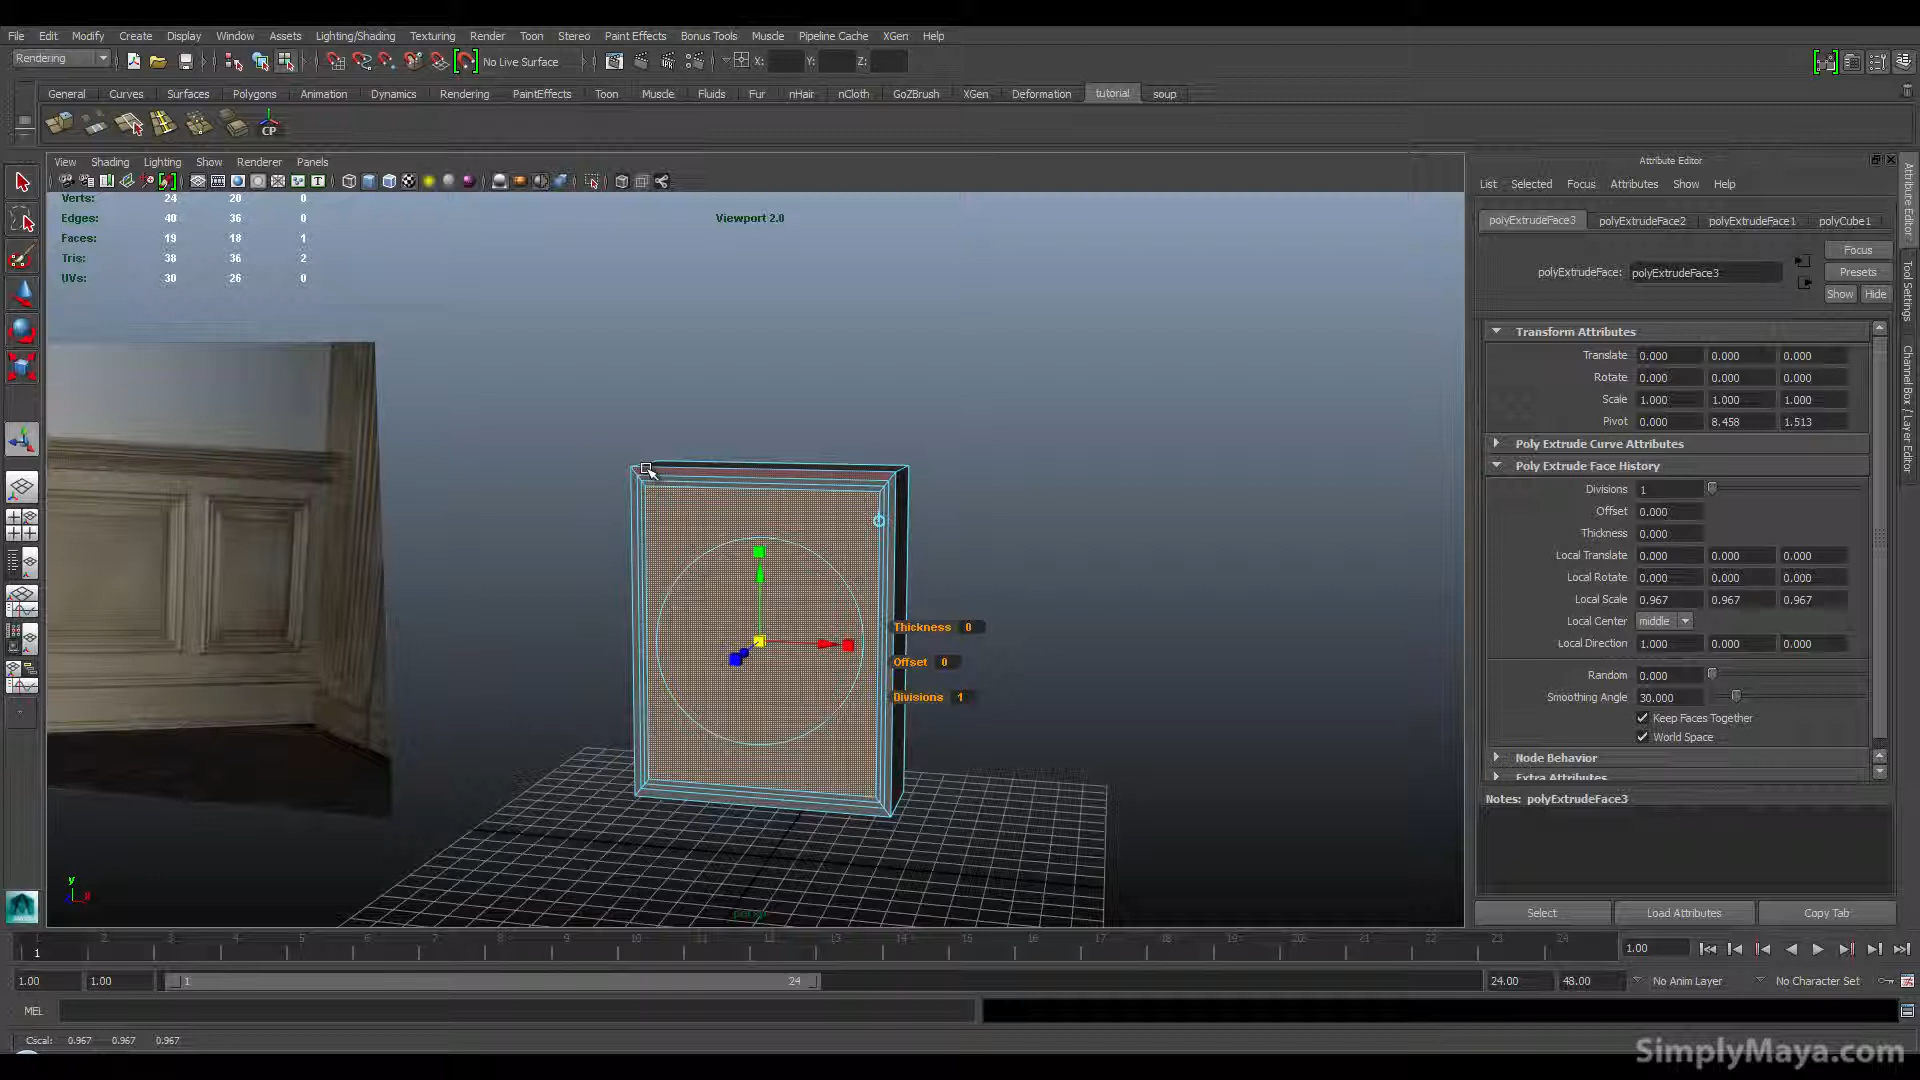 File Edit Modify Create Display Window Assets Lighting/Shading Texturing Render Toon Stereo Paint Effects Bonus Tools Muscle Pipeline Cache XGen Help
Rendering No Live Surface X: Y: Z:
General Curves Surfaces Polygons Animation Dynamics Rendering PaintEffects Toon Muscle Fluids Fur nHair nCloth GoZBrush XGen Deformation tutorial soup
CP
View Shading Lighting Show Renderer Panels
Verts: 24 20 0
Edges: 40 36 0
Faces: 19 18 1
Tris: 38 36 2
UVs: 30 26 0
Viewport 2.0
Thickness 0
Offset 0
Divisions 1
y
Attribute Editor
List Selected Focus Attributes Show Help
polyExtrudeFace3 polyExtrudeFace2 polyExtrudeFace1 polyCube1
Focus
polyExtrudeFace: polyExtrudeFace3 Presets
Show Hide
Transform Attributes
Translate 0.000 0.000 0.000
Rotate 0.000 0.000 0.000
Scale 1.000 1.000 1.000
Pivot 0.000 8.458 1.513
Poly Extrude Curve Attributes
Poly Extrude Face History
Divisions 1
Offset 0.000
Thickness 0.000
Local Translate 0.000 0.000 0.000
Local Rotate 0.000 0.000 0.000
Local Scale 0.967 0.967 0.967
Local Center middle
Local Direction 1.000 0.000 0.000
Random 0.000
Smoothing Angle 30.000
Keep Faces Together
World Space
Node Behavior
Extra Attributes
Notes: polyExtrudeFace3
Select Load Attributes Copy Tab
Attribute Editor
Tool Settings
Channel Box / Layer Editor
1 2 3 4 5 6 7 8 9 10 11 12 13 14 15 16 17 18 19 20 21 22 23 24
1 1.00
1.00 1.00 1 24 24.00 48.00 No Anim Layer No Character Set
MEL
Cscal: 0.967 0.967 0.967
SimplyMaya.com